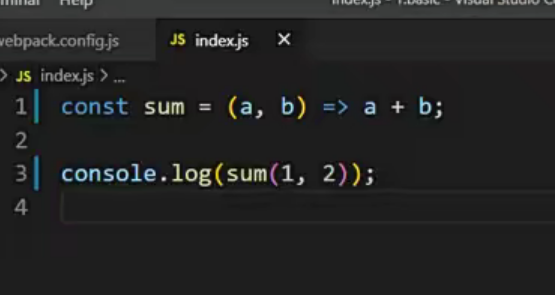 Help
index.js - 1.basic - Visual Studio
webpack.config.js
JS index.js ×
> JS index.js > ...
1 const sum = (a, b) => a + b;
2
3 console.log(sum(1, 2));
4